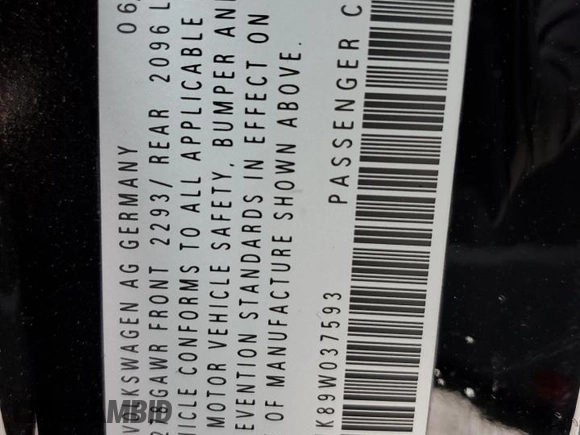 VOLKSWAGEN AG GERMANY 06
GAWR FRONT 2293/ REAR 2096 L
ICLE CONFORMS TO ALL APPLICABLE
MOTOR VEHICLE SAFETY, BUMPER AN
EVENTION STANDARDS IN EFFECT ON
OF MANUFACTURE SHOWN ABOVE.
K89W037593 PASSENGER C
MBID